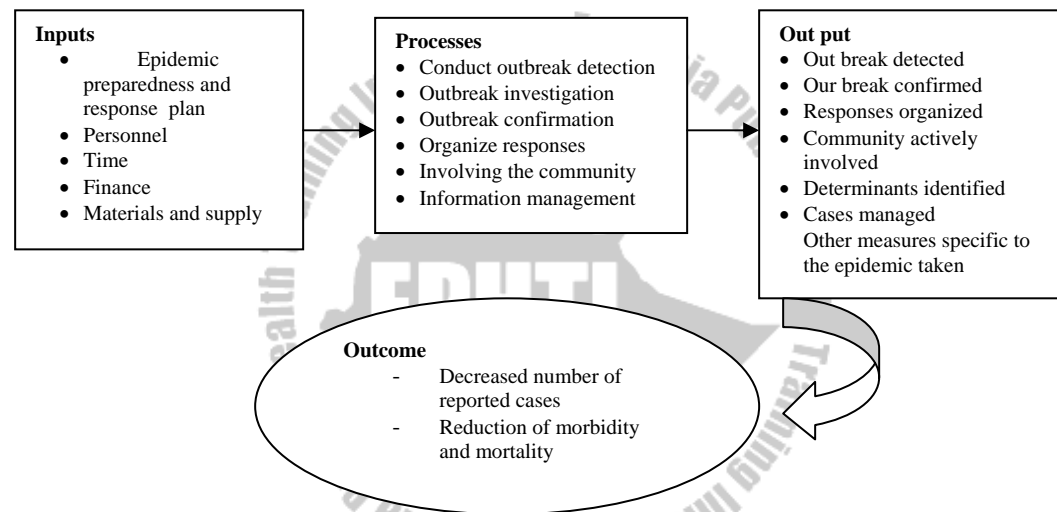 Inputs
• Epidemic
preparedness and
response plan
• Personnel
• Time
• Finance
• Materials and supply
Processes
• Conduct outbreak detection
• Outbreak investigation
• Outbreak confirmation
• Organize responses
• Involving the community
• Information management
Out put
• Out break detected
• Our break confirmed
• Responses organized
• Community actively
involved
• Determinants identified
• Cases managed
Other measures specific to
the epidemic taken
Outcome
- Decreased number of
reported cases
- Reduction of morbidity
and mortality
EPHTI
Training